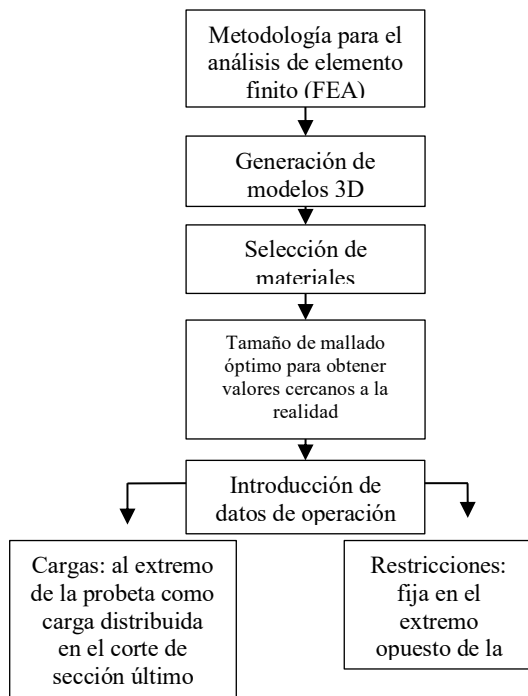 Metodología para el
análisis de elemento
finito (FEA)
Generación de
modelos 3D
Selección de
materiales
Tamaño de mallado
óptimo para obtener
valores cercanos a la
realidad
Introducción de
datos de operación
Cargas: al extremo
de la probeta como
carga distribuida
en el corte de
sección último
Restricciones:
fija en el
extremo
opuesto de la